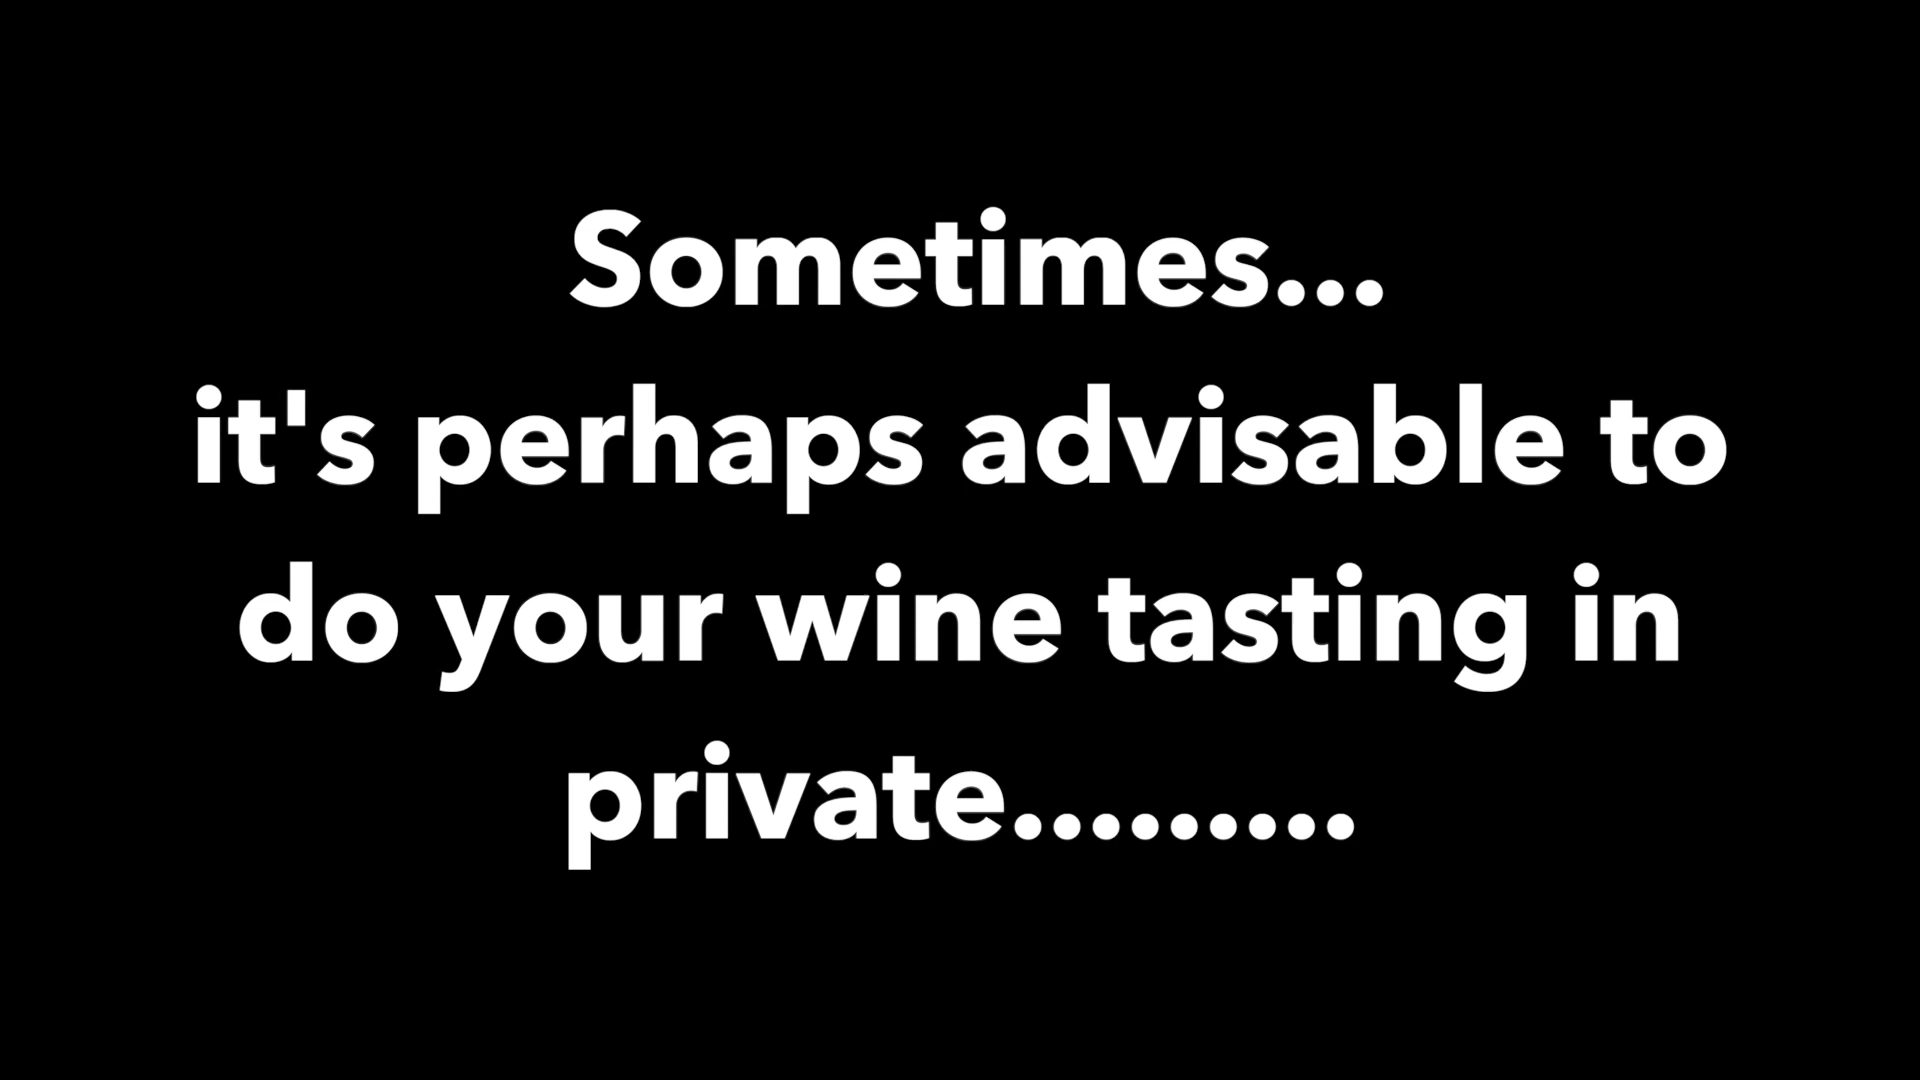 Sometimes...
it's perhaps advisable to
do your wine tasting in
private.........